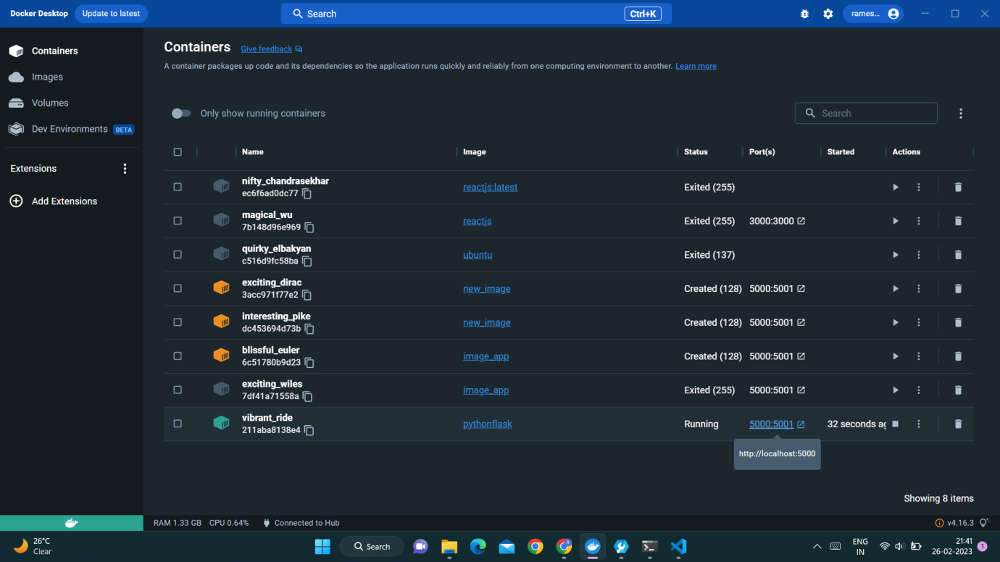 Docker Desktop Update to latest Search Ctrl+K rames...
Containers
Images
Volumes
Dev Environments BETA
Extensions
Add Extensions
Containers Give feedback
A container packages up code and its dependencies so the application runs quickly and reliably from one computing environment to another. Learn more
Only show running containers Search
Name Image Status Port(s) Started Actions
nifty_chandrasekhar
ec6f6ad0dc77 reactjs:latest Exited (255)
magical_wu
7b148d96e969 reactjs Exited (255) 3000:3000
quirky_elbakyan
c516d9fc58ba ubuntu Exited (137)
exciting_dirac
3acc971f77e2 new_image Created (128) 5000:5001
interesting_pike
dc453694d73b new_image Created (128) 5000:5001
blissful_euler
6c51780b9d23 image_app Created (128) 5000:5001
exciting_wiles
7df41a71558a image_app Exited (255) 5000:5001
vibrant_ride
211aba8138e4 pythonflask Running 5000:5001 32 seconds ag
http://localhost:5000
Showing 8 items
RAM 1.33 GB CPU 0.64% Connected to Hub v4.16.3
26°C
Clear
Search
ENG
IN
21:41
26-02-2023
1